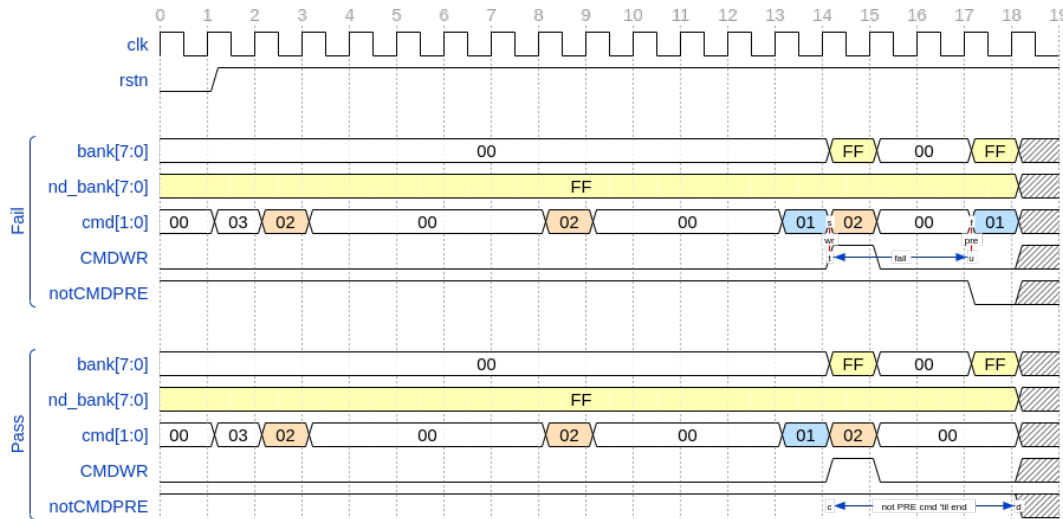 0 1 2 3 4 5 6 7 8 9 10 11 12 13 14 15 16 17 18 19
clk
rstn
Fail
bank[7:0] 00 FF 00 FF
nd_bank[7:0] FF
cmd[1:0] 00 03 02 00 02 00 01 s 02 00 r 01
wr pre
CMDWR t fail u
notCMDPRE
Pass
bank[7:0] 00 FF 00 FF
nd_bank[7:0] FF
cmd[1:0] 00 03 02 00 02 00 01 02 00
CMDWR
notCMDPRE c not PRE cmd 'til end d